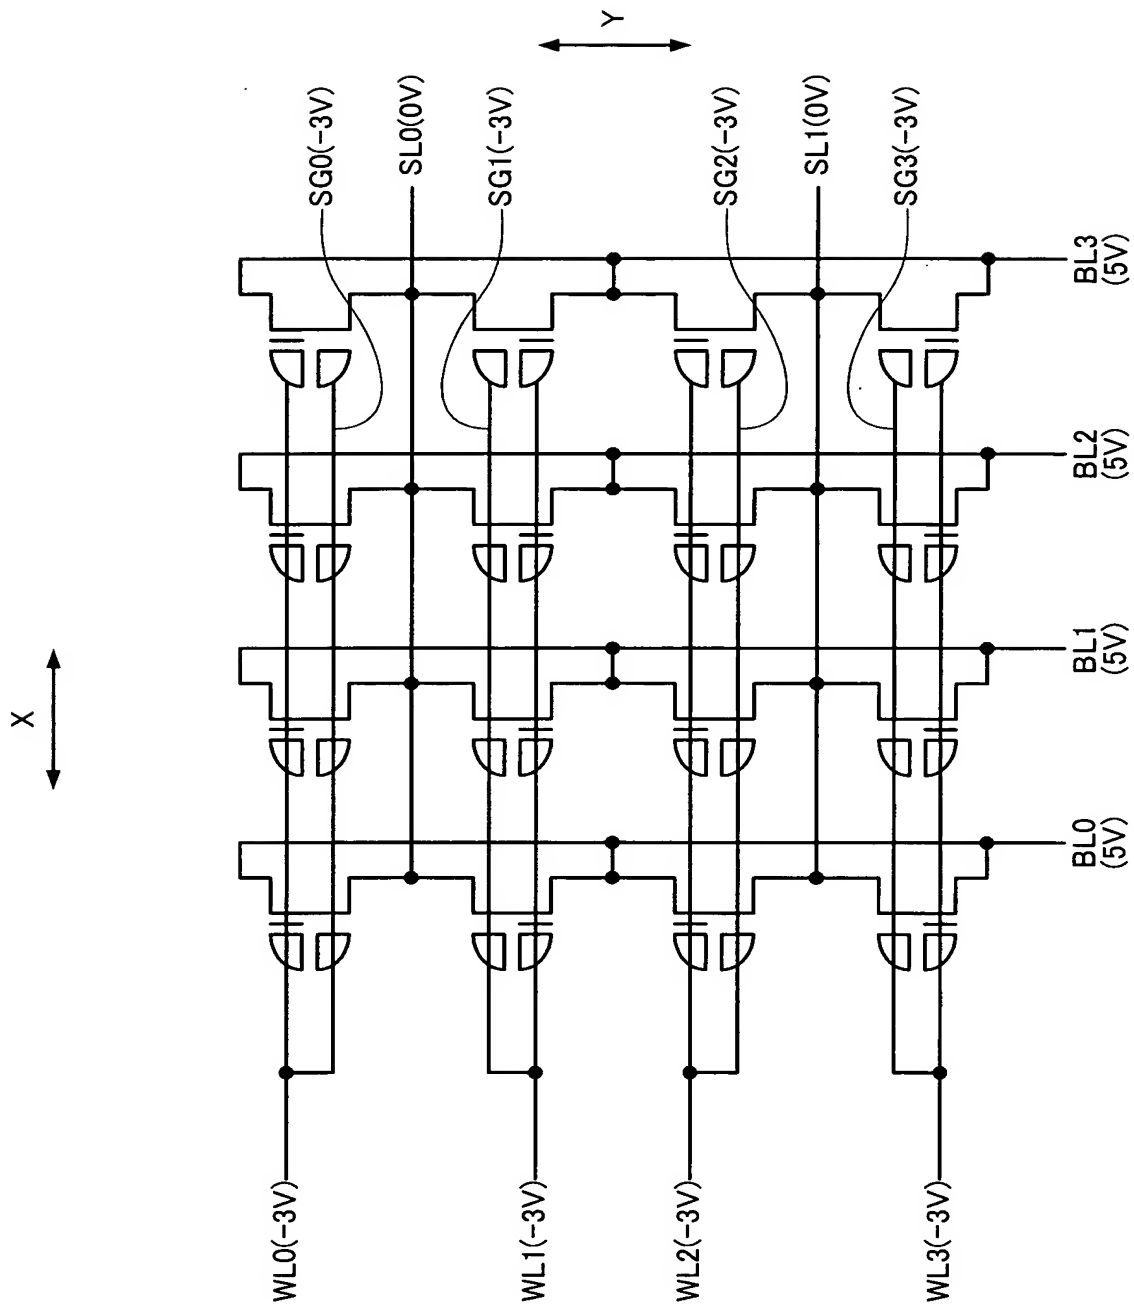 X
Y
SG0(-3V)
SL0(0V)
SG1(-3V)
SG2(-3V)
SL1(0V)
SG3(-3V)
BL3
(5V)
BL2
(5V)
BL1
(5V)
BL0
(5V)
WL0(-3V)
WL1(-3V)
WL2(-3V)
WL3(-3V)